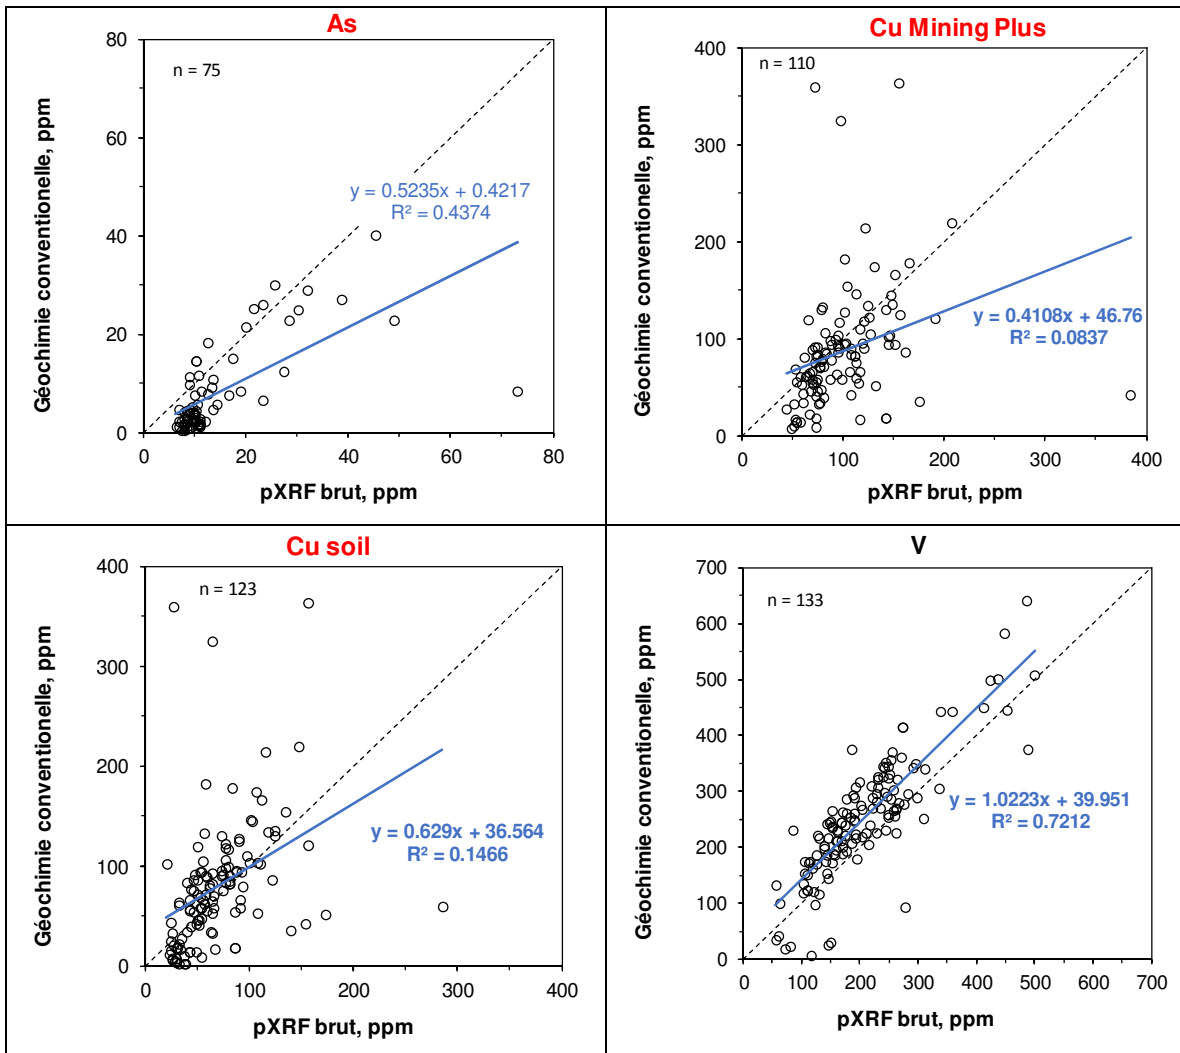 As
80
60
40
20
0
n = 75
y = 0.5235x + 0.4217
R² = 0.4374
Géochimie conventionelle, ppm
0 20 40 60 80
pXRF brut, ppm
Cu Mining Plus
400
300
200
100
0
n = 110
y = 0.4108x + 46.76
R² = 0.0837
Géochimie conventionelle, ppm
0 100 200 300 400
pXRF brut, ppm
Cu soil
400
300
200
100
0
n = 123
y = 0.629x + 36.564
R² = 0.1466
Géochimie conventionelle, ppm
0 100 200 300 400
pXRF brut, ppm
V
700
600
500
400
300
200
100
0
n = 133
y = 1.0223x + 39.951
R² = 0.7212
Géochimie conventionelle, ppm
0 100 200 300 400 500 600 700
pXRF brut, ppm